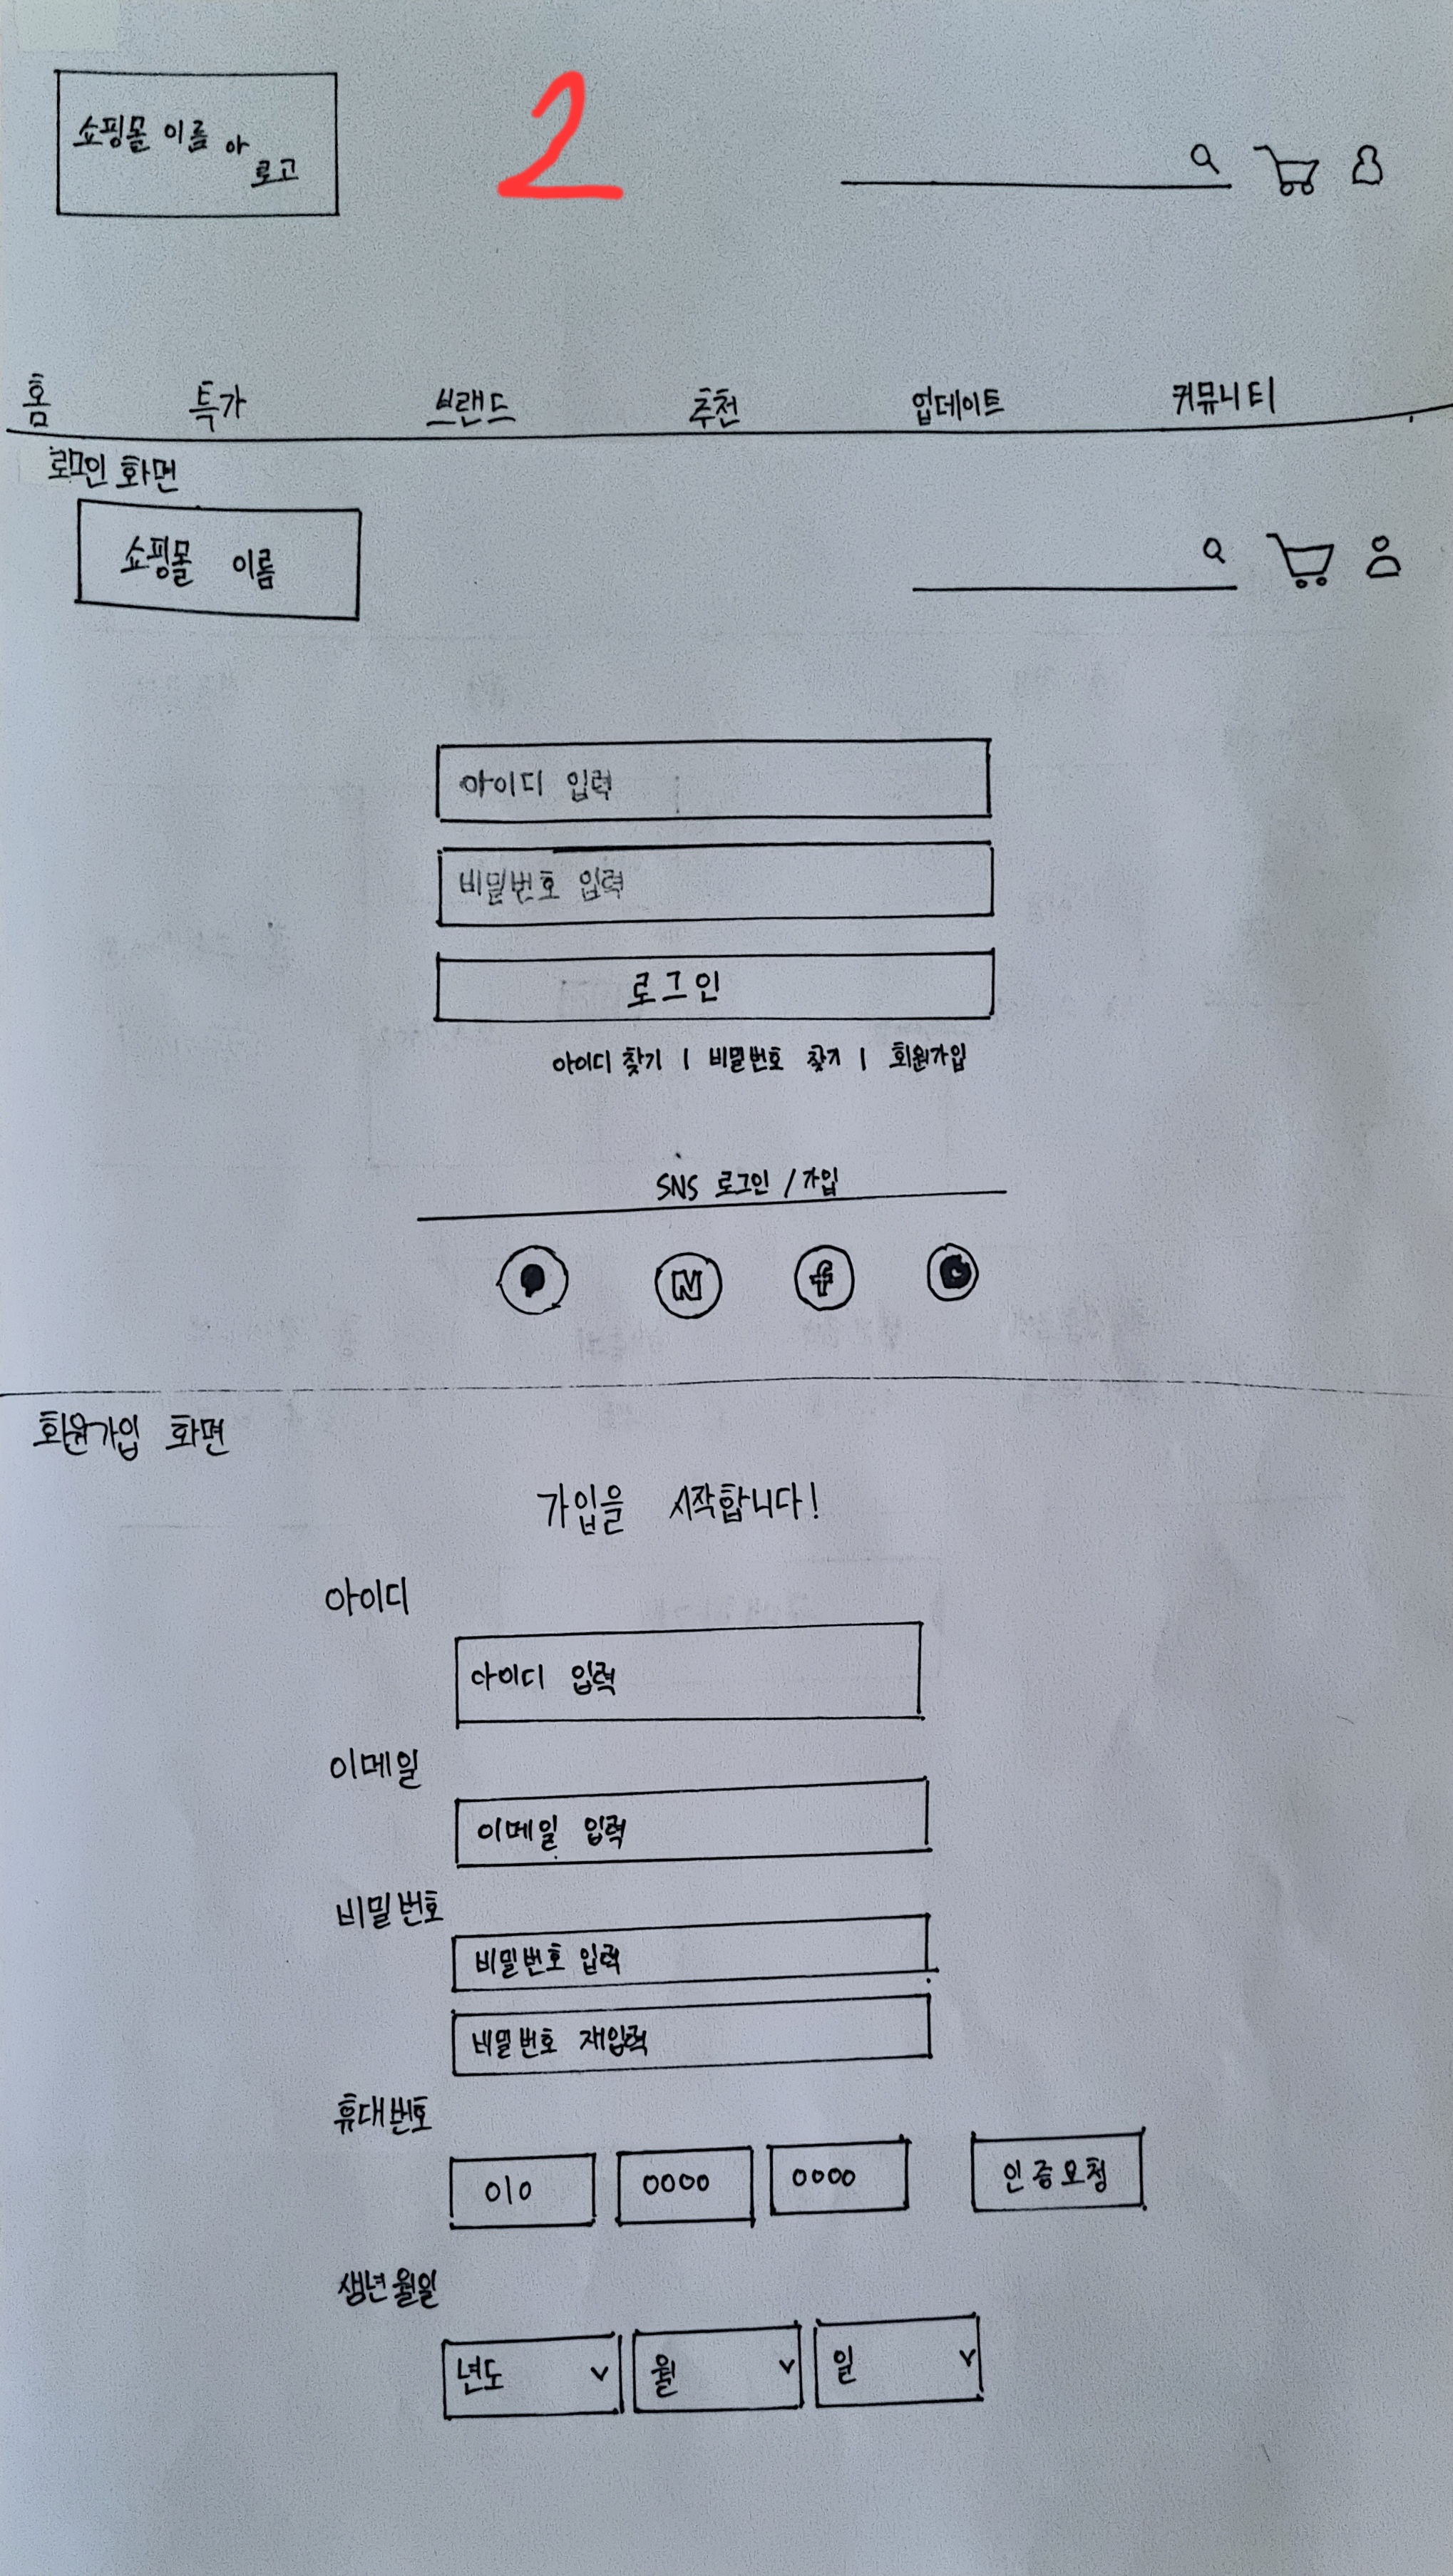 쇼핑몰 이름 아
로고
2
홈 특가 브랜드 추천 업데이트 커뮤니티
로그인 화면
쇼핑몰 이름
아이디 입력
비밀번호 입력
로그인
아이디 찾기 | 비밀번호 찾기 | 회원가입
SNS 로그인 / 가입
N f
회원가입 화면
가입을 시작합니다!
아이디
아이디 입력
이메일
이메일 입력
비밀번호
비밀번호 입력
비밀번호 재입력
휴대번호
010 0000 0000 인증요청
생년월일
년도 v 월 v 일 v